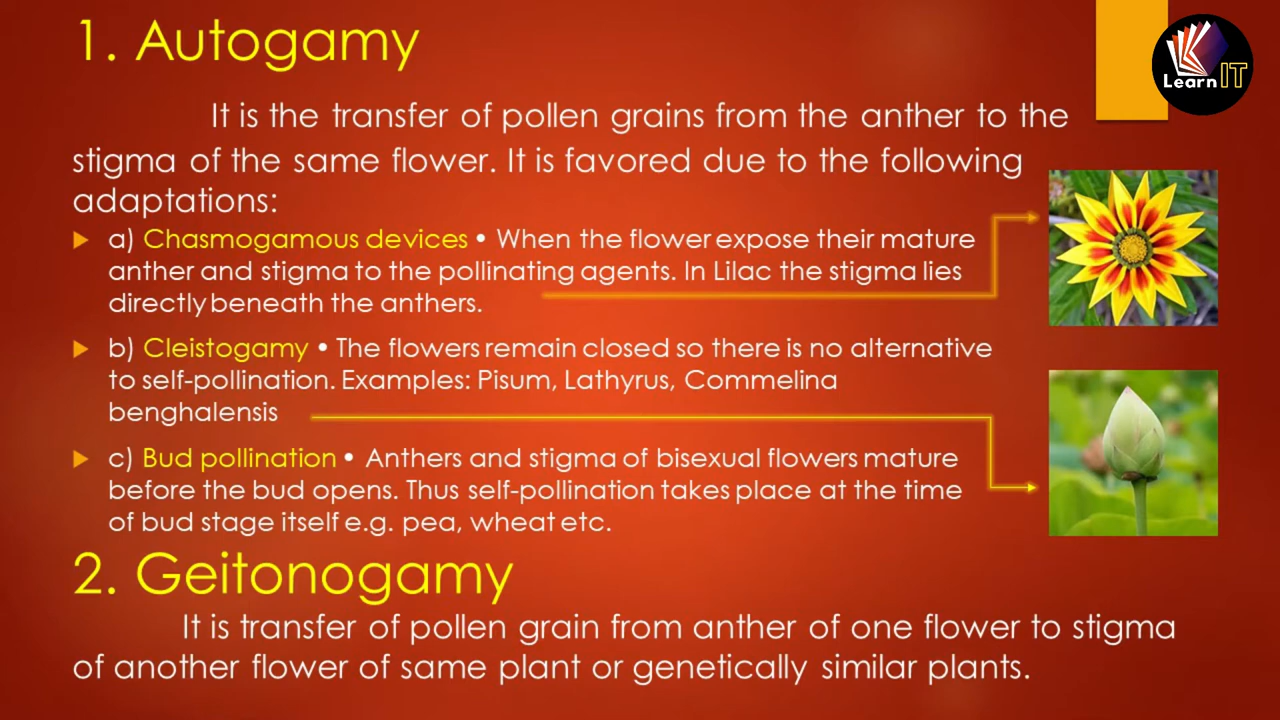 1. Autogamy
Learn IT
It is the transfer of pollen grains from the anther to the
stigma of the same flower. It is favored due to the following
adaptations:
a) Chasmogamous devices • When the flower expose their mature
anther and stigma to the pollinating agents. In Lilac the stigma lies
directly beneath the anthers.
b) Cleistogamy • The flowers remain closed so there is no alternative
to self-pollination. Examples: Pisum, Lathyrus, Commelina
benghalensis
c) Bud pollination • Anthers and stigma of bisexual flowers mature
before the bud opens. Thus self-pollination takes place at the time
of bud stage itself e.g. pea, wheat etc.
2. Geitonogamy
It is transfer of pollen grain from anther of one flower to stigma
of another flower of same plant or genetically similar plants.